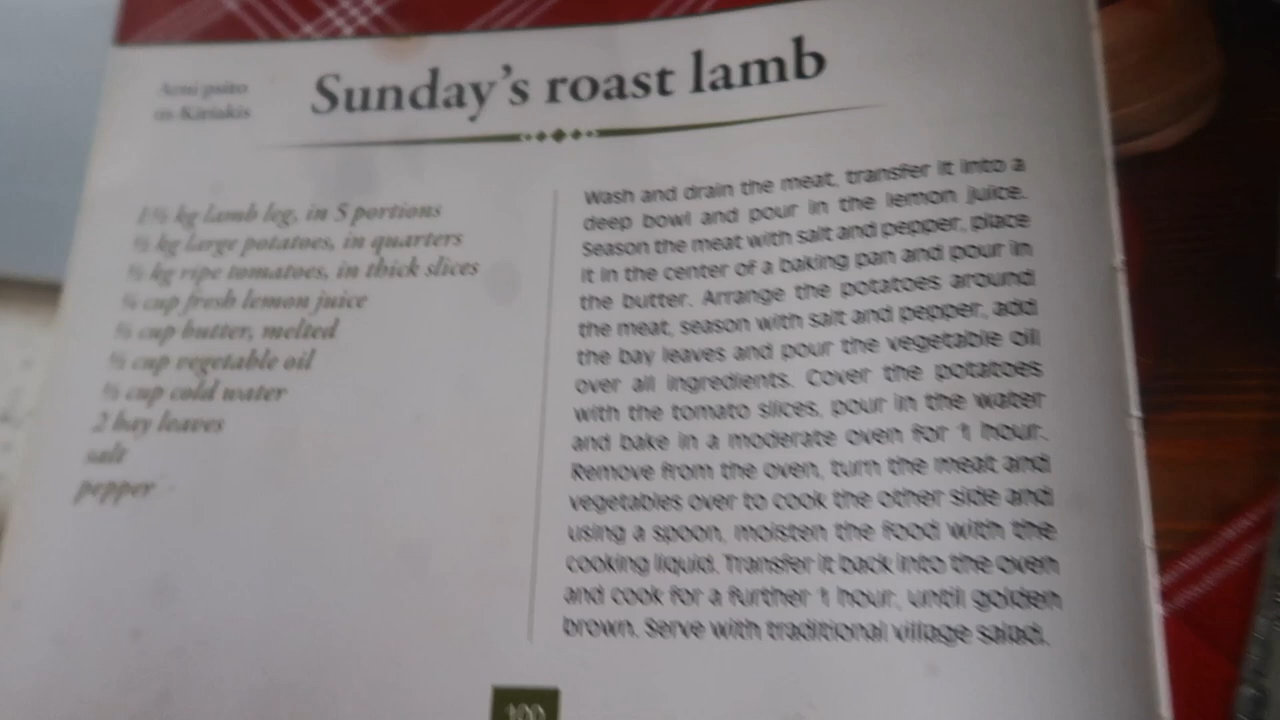 Arni psito
tis Kiriakis
Sunday's roast lamb
kg lamb leg, in 5 portions
kg large potatoes, in quarters
kg ripe tomatoes, in thick slices
cup fresh lemon juice
cup butter, melted
cup vegetable oil
cup cold water
2 bay leaves
salt
pepper
Wash and drain the meat, transfer it into a
deep bowl and pour in the lemon juice.
Season the meat with salt and pepper, place
it in the center of a baking pan and pour in
the butter. Arrange the potatoes around
the meat, season with salt and pepper, add
the bay leaves and pour the vegetable oil
over all ingredients. Cover the potatoes
with the tomato slices, pour in the water
and bake in a moderate oven for 1 hour.
Remove from the oven, turn the meat and
vegetables over to cook the other side and
using a spoon, moisten the food with the
cooking liquid. Transfer it back into the oven
and cook for a further 1 hour, until golden
brown. Serve with traditional village salad.
100